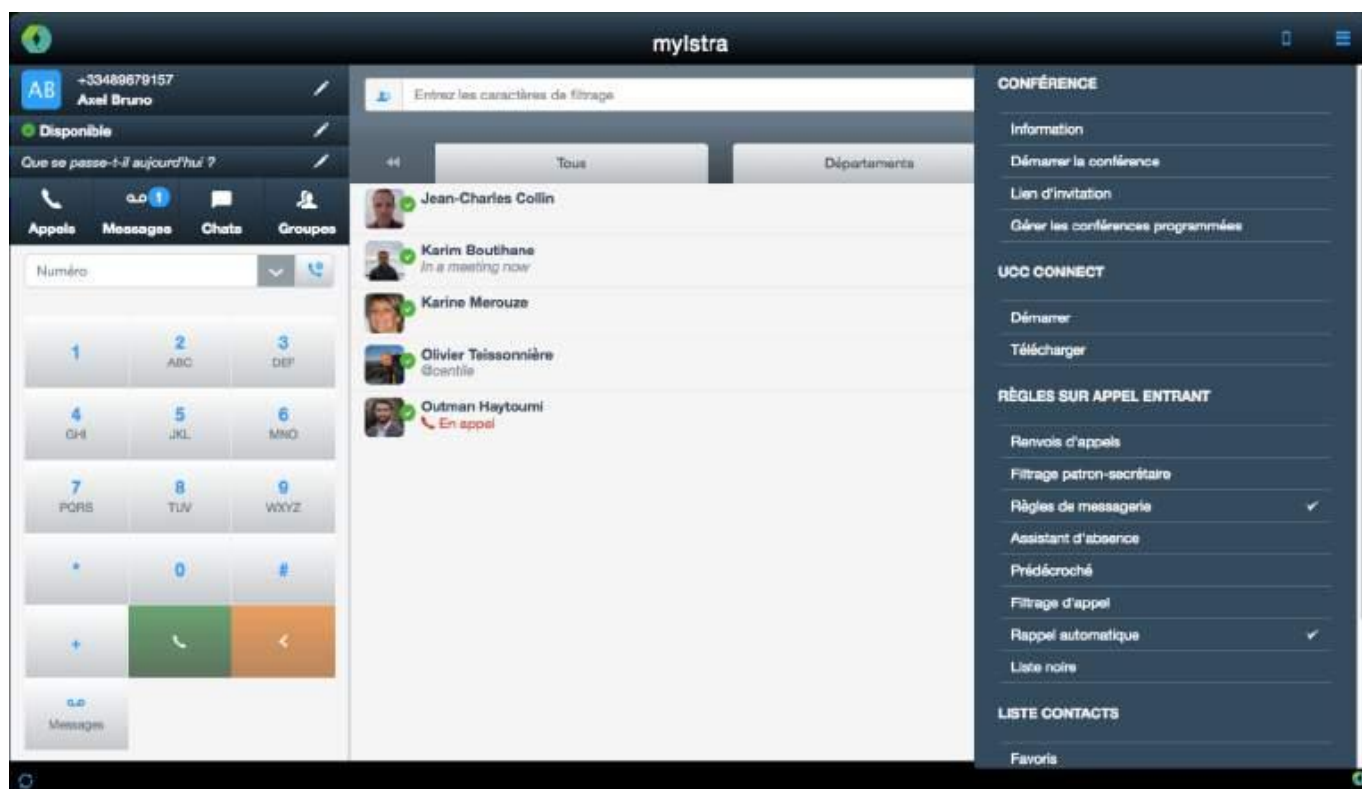 myIstra
AB
+33489679157
Axel Bruno
Disponible
Que se passe-t-il aujourd'hui ?
Appels
1
Messages
Chats
Groupes
Numéro
1
2
ABC
3
DEF
4
GHI
5
JKL
6
MNO
7
PQRS
8
TUV
9
WXYZ
*
0
#
+
Messages
Entrez les caractères de filtrage
Tous
Départements
Jean-Charles Collin
Karim Boutihane
In a meeting now
Karine Merouze
Olivier Teissonnière
@centile
Outman Haytoumi
En appel
CONFÉRENCE
Information
Démarrer la conférence
Lien d'invitation
Gérer les conférences programmées
UCC CONNECT
Démarrer
Télécharger
RÈGLES SUR APPEL ENTRANT
Renvois d'appels
Filtrage patron-secrétaire
Règles de messagerie
Assistant d'absence
Prédécroché
Filtrage d'appel
Rappel automatique
Liste noire
LISTE CONTACTS
Favoris